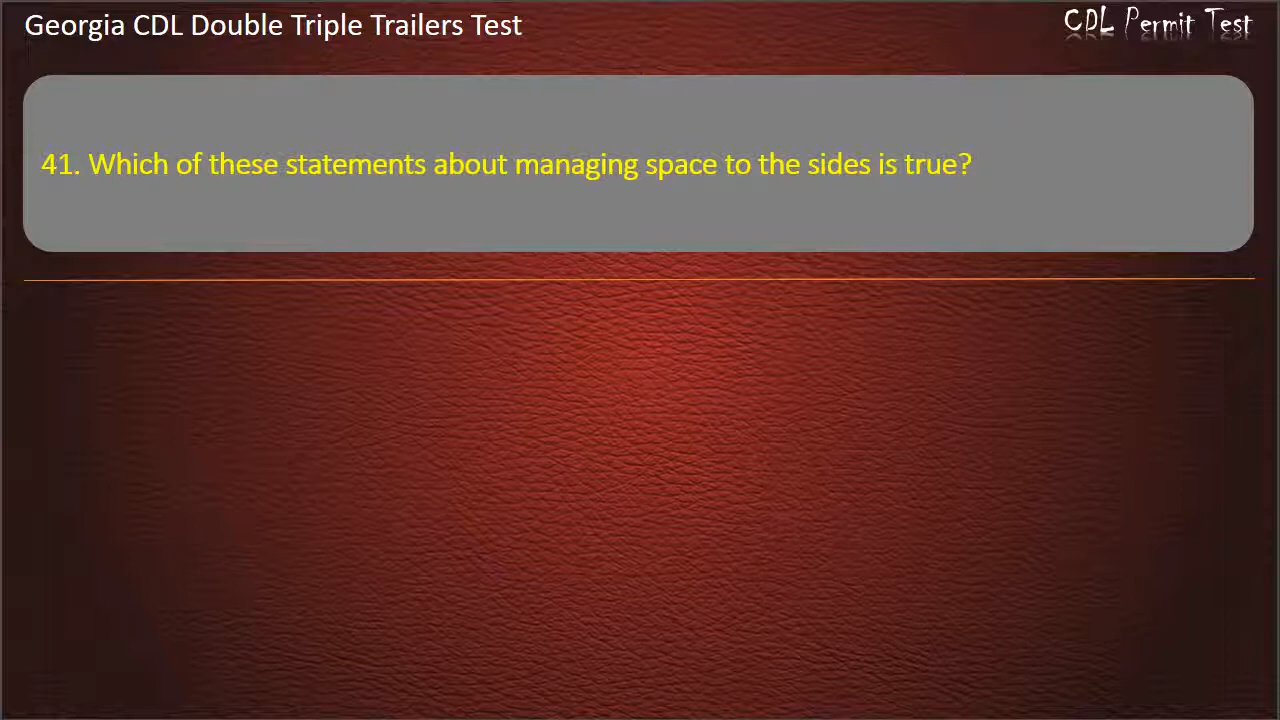 Georgia CDL Double Triple Trailers Test
CDL Permit Test
41. Which of these statements about managing space to the sides is true?